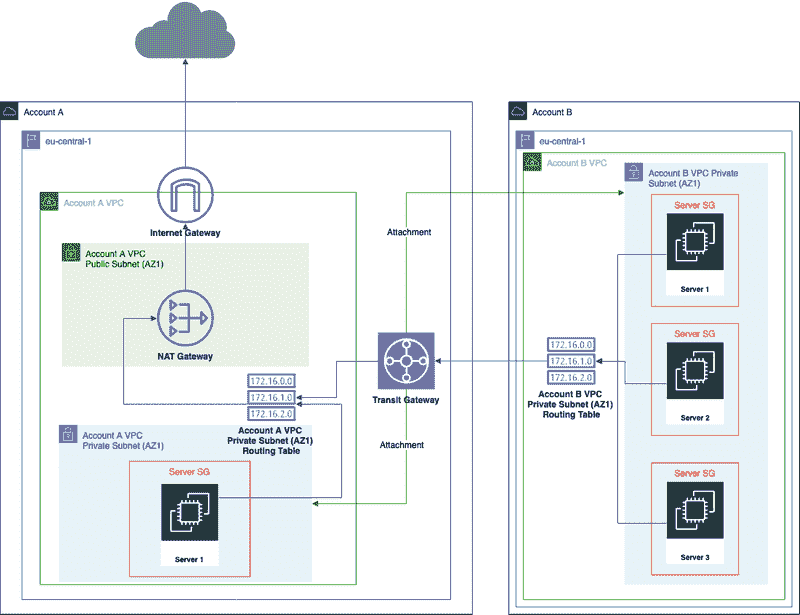 Account A
eu-central-1
Account A VPC
Internet Gateway
Account A VPC
Public Subnet (AZ1)
NAT Gateway
172.16.0.0
172.16.1.0
172.16.2.0
Account A VPC
Private Subnet (AZ1)
Routing Table
Account A VPC
Private Subnet (AZ1)
Server SG
Server 1
Attachment
Transit Gateway
Attachment
Account B
eu-central-1
Account B VPC
Account B VPC Private
Subnet (AZ1)
Server SG
Server 1
172.16.0.0
172.16.1.0
172.16.2.0
Account B VPC
Private Subnet (AZ1)
Routing Table
Server SG
Server 2
Server SG
Server 3